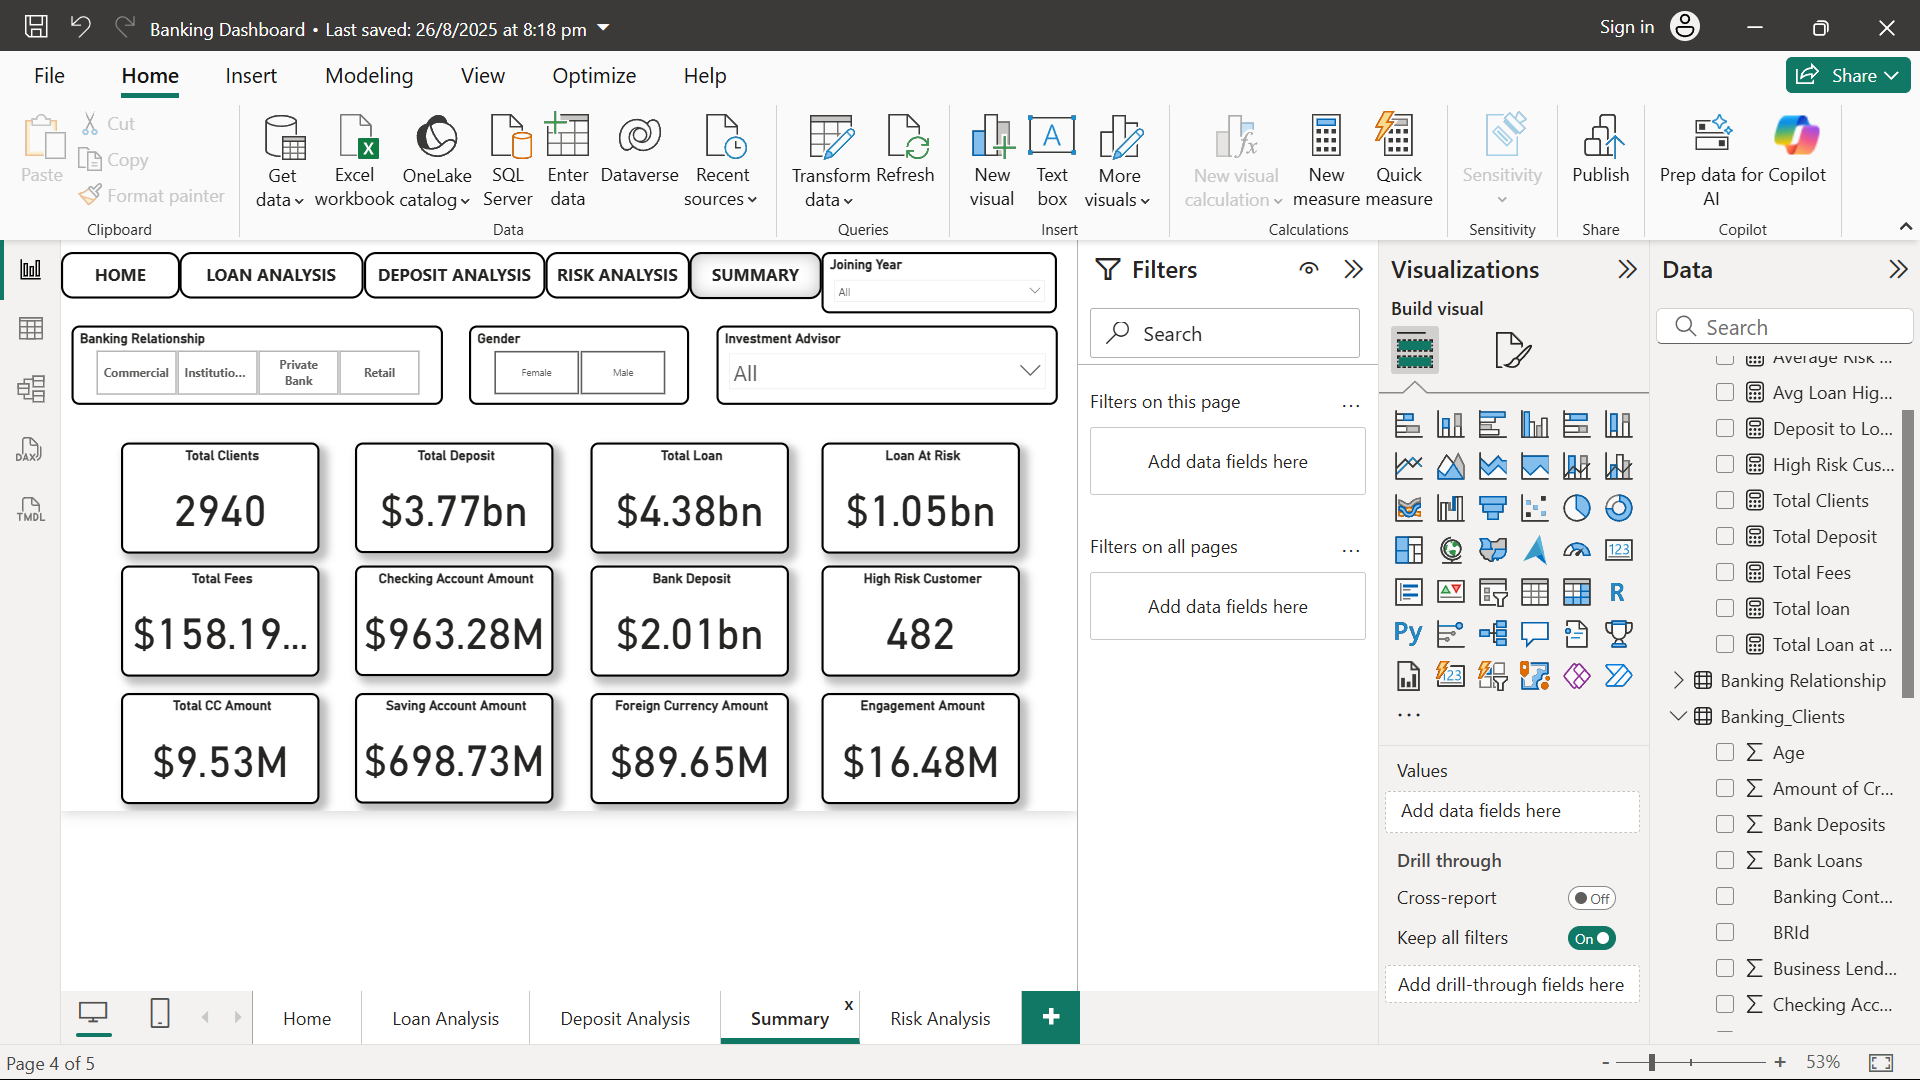 Banking Dashboard • Last saved: 26/8/2025 at 8:18 pm
Sign in
File
Home
Insert
Modeling
View
Optimize
Help
Share
Paste
Cut
Copy
Format painter
Clipboard
Get
data
Excel
workbook
OneLake
catalog
SQL
Server
Enter
data
Dataverse
Recent
sources
Data
Transform
data
Refresh
Queries
New
visual
Text
box
More
visuals
Insert
New visual
calculation
New
measure
Quick
measure
Calculations
Sensitivity
Sensitivity
Publish
Share
Prep data for
AI
Copilot
Copilot
HOME
LOAN ANALYSIS
DEPOSIT ANALYSIS
RISK ANALYSIS
SUMMARY
Joining Year
All
Banking Relationship
Commercial
Institutio...
Private
Bank
Retail
Gender
Female
Male
Investment Advisor
All
Total Clients
2940
Total Deposit
$3.77bn
Total Loan
$4.38bn
Loan At Risk
$1.05bn
Total Fees
$158.19...
Checking Account Amount
$963.28M
Bank Deposit
$2.01bn
High Risk Customer
482
Total CC Amount
$9.53M
Saving Account Amount
$698.73M
Foreign Currency Amount
$89.65M
Engagement Amount
$16.48M
Filters
Search
Filters on this page
...
Add data fields here
Filters on all pages
...
Add data fields here
Visualizations
Build visual
123
R
Py
123
...
Values
Add data fields here
Drill through
Cross-report
Off
Keep all filters
On
Add drill-through fields here
Data
Search
Average Risk ...
Avg Loan Hig...
Deposit to Lo...
High Risk Cus...
Total Clients
Total Deposit
Total Fees
Total loan
Total Loan at ...
Banking Relationship
Banking_Clients
Age
Amount of Cr...
Bank Deposits
Bank Loans
Banking Cont...
BRId
Business Lend...
Checking Acc...
DAX
TMDL
Home
Loan Analysis
Deposit Analysis
Summary
x
Risk Analysis
+
Page 4 of 5
-
+
53%